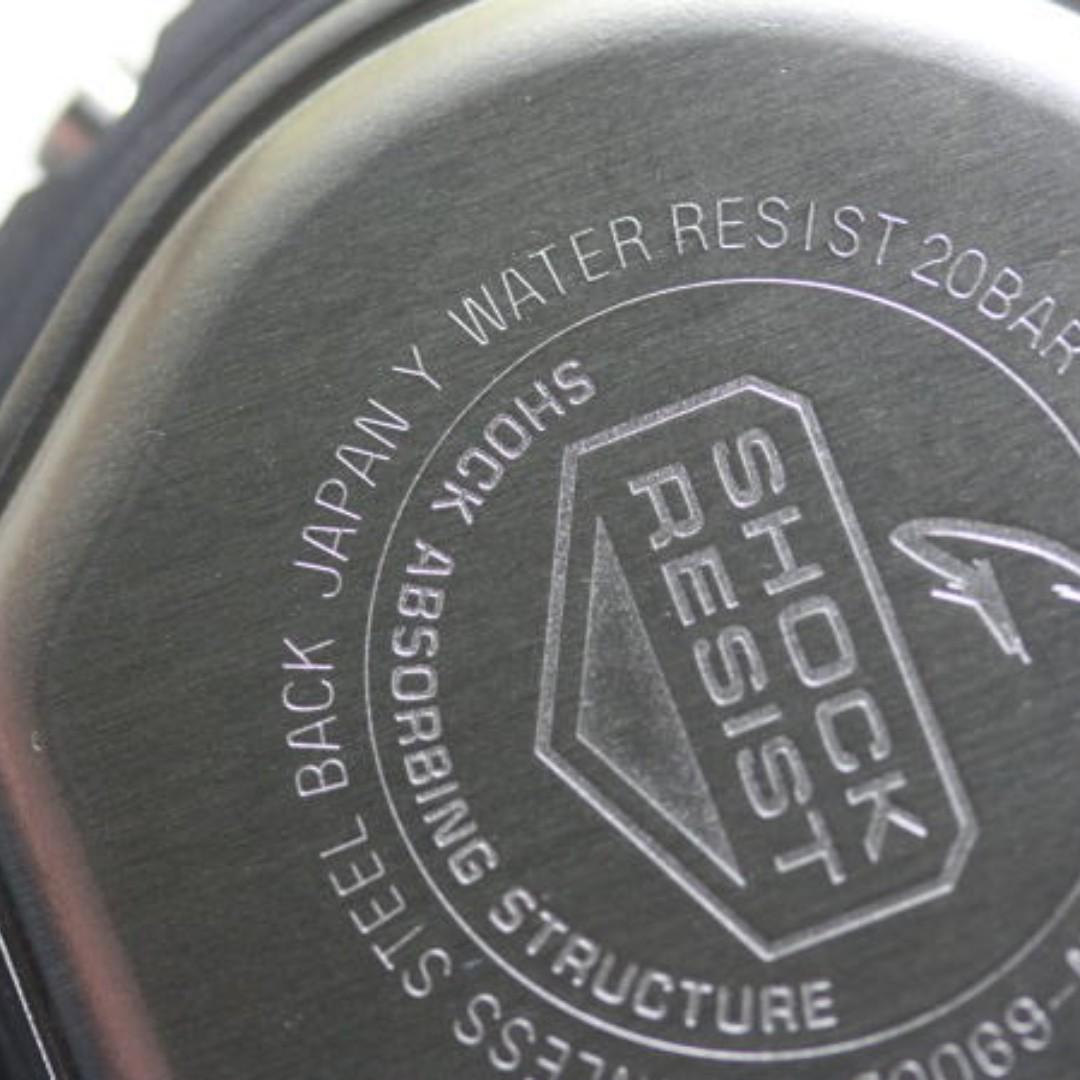 STEEL BACK JAPAN Y WATER RESIST 20BAR
SHOCK ABSORBING STRUCTURE
SHOCK
RESIST